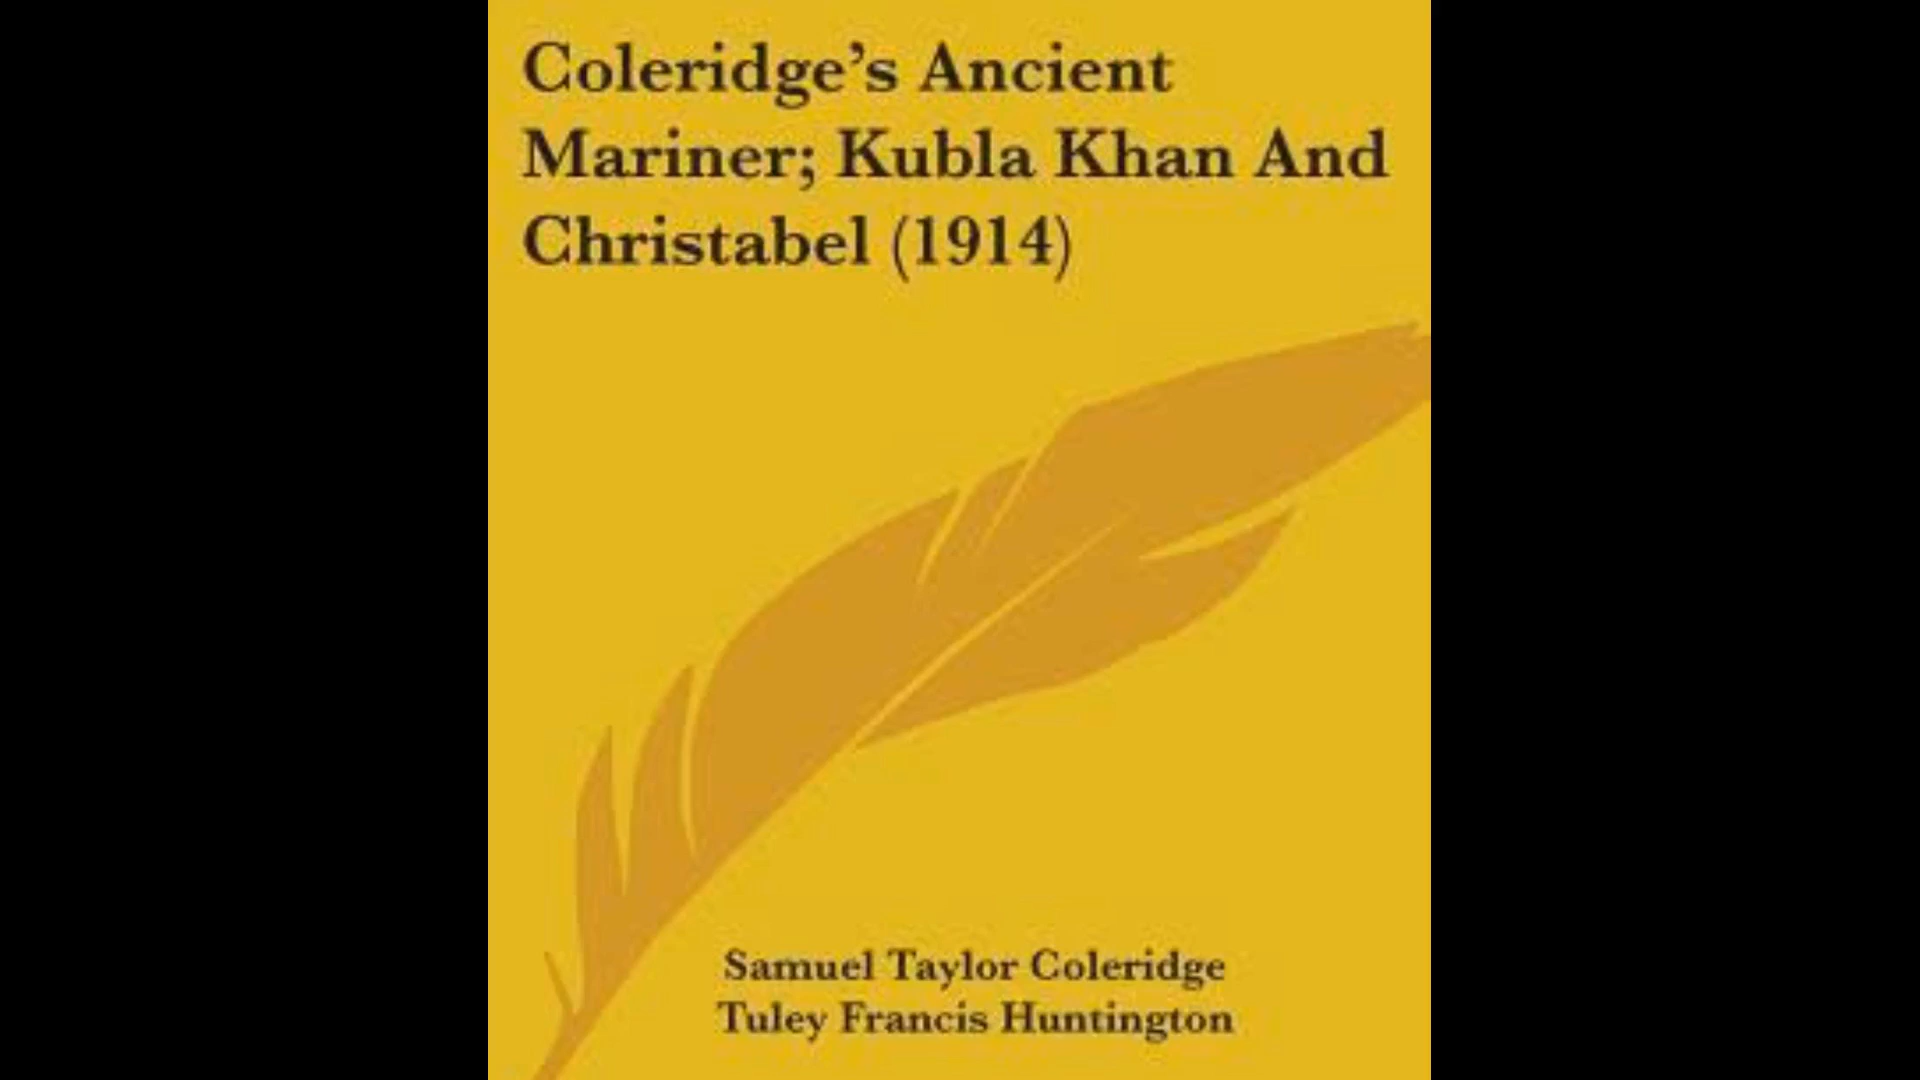 Coleridge’s Ancient
Mariner; Kubla Khan And
Christabel (1914)
Samuel Taylor Coleridge
Tuley Francis Huntington